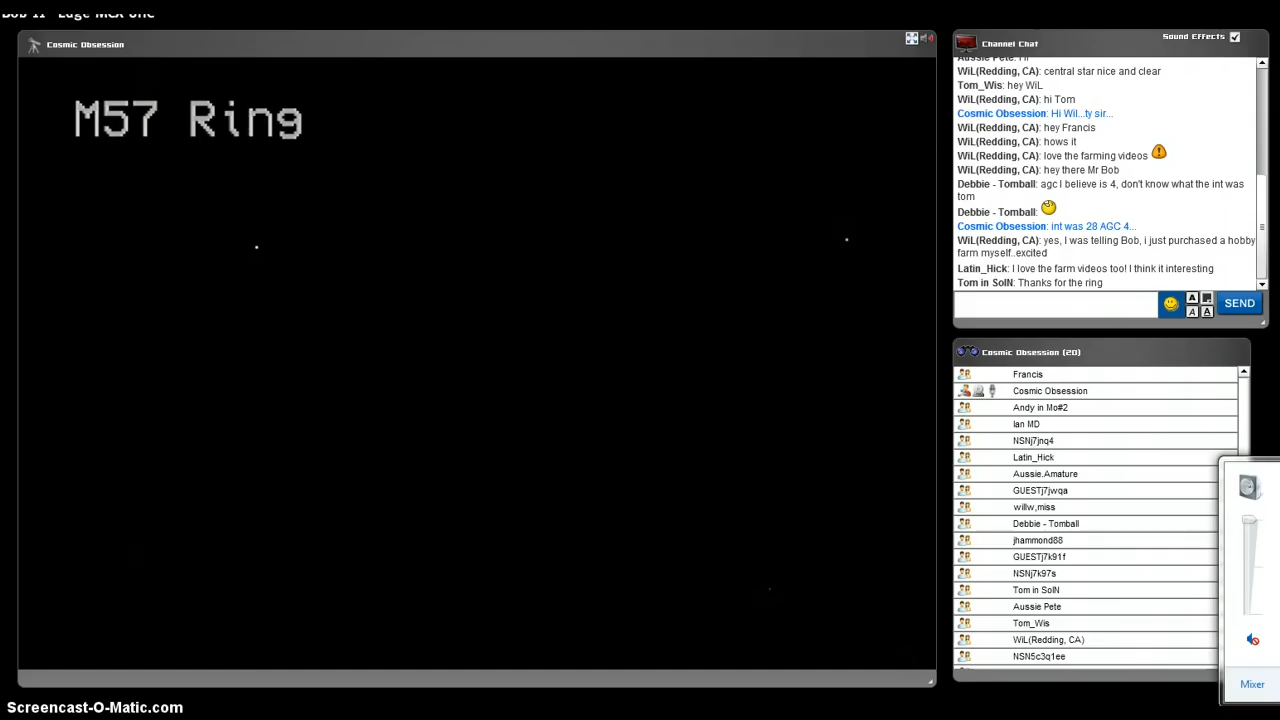 Cosmic Obsession
M57 Ring
Channel Chat
Sound Effects
Aussie Pete: Hi
WiL(Redding, CA): central star nice and clear
Tom_Wis: hey WiL
WiL(Redding, CA): hi Tom
Cosmic Obsession: Hi Wil...ty sir...
WiL(Redding, CA): hey Francis
WiL(Redding, CA): hows it
WiL(Redding, CA): love the farming videos
WiL(Redding, CA): hey there Mr Bob
Debbie - Tomball: agc I believe is 4, don't know what the int was
tom
Debbie - Tomball:
Cosmic Obsession: int was 28 AGC 4...
WiL(Redding, CA): yes, I was telling Bob, i just purchased a hobby
farm myself..excited
Latin_Hick: I love the farm videos too! I think it interesting
Tom in SoIN: Thanks for the ring
A
A A
SEND
Cosmic Obsession (20)
Francis
Cosmic Obsession
Andy in Mo#2
Ian MD
NSNj7jnq4
Latin_Hick
Aussie.Amature
GUESTj7jwqa
willw,miss
Debbie - Tomball
jhammond88
GUESTj7k91f
NSNj7k97s
Tom in SoIN
Aussie Pete
Tom_Wis
WiL(Redding, CA)
NSN5c3q1ee
Mixer
Screencast-O-Matic.com